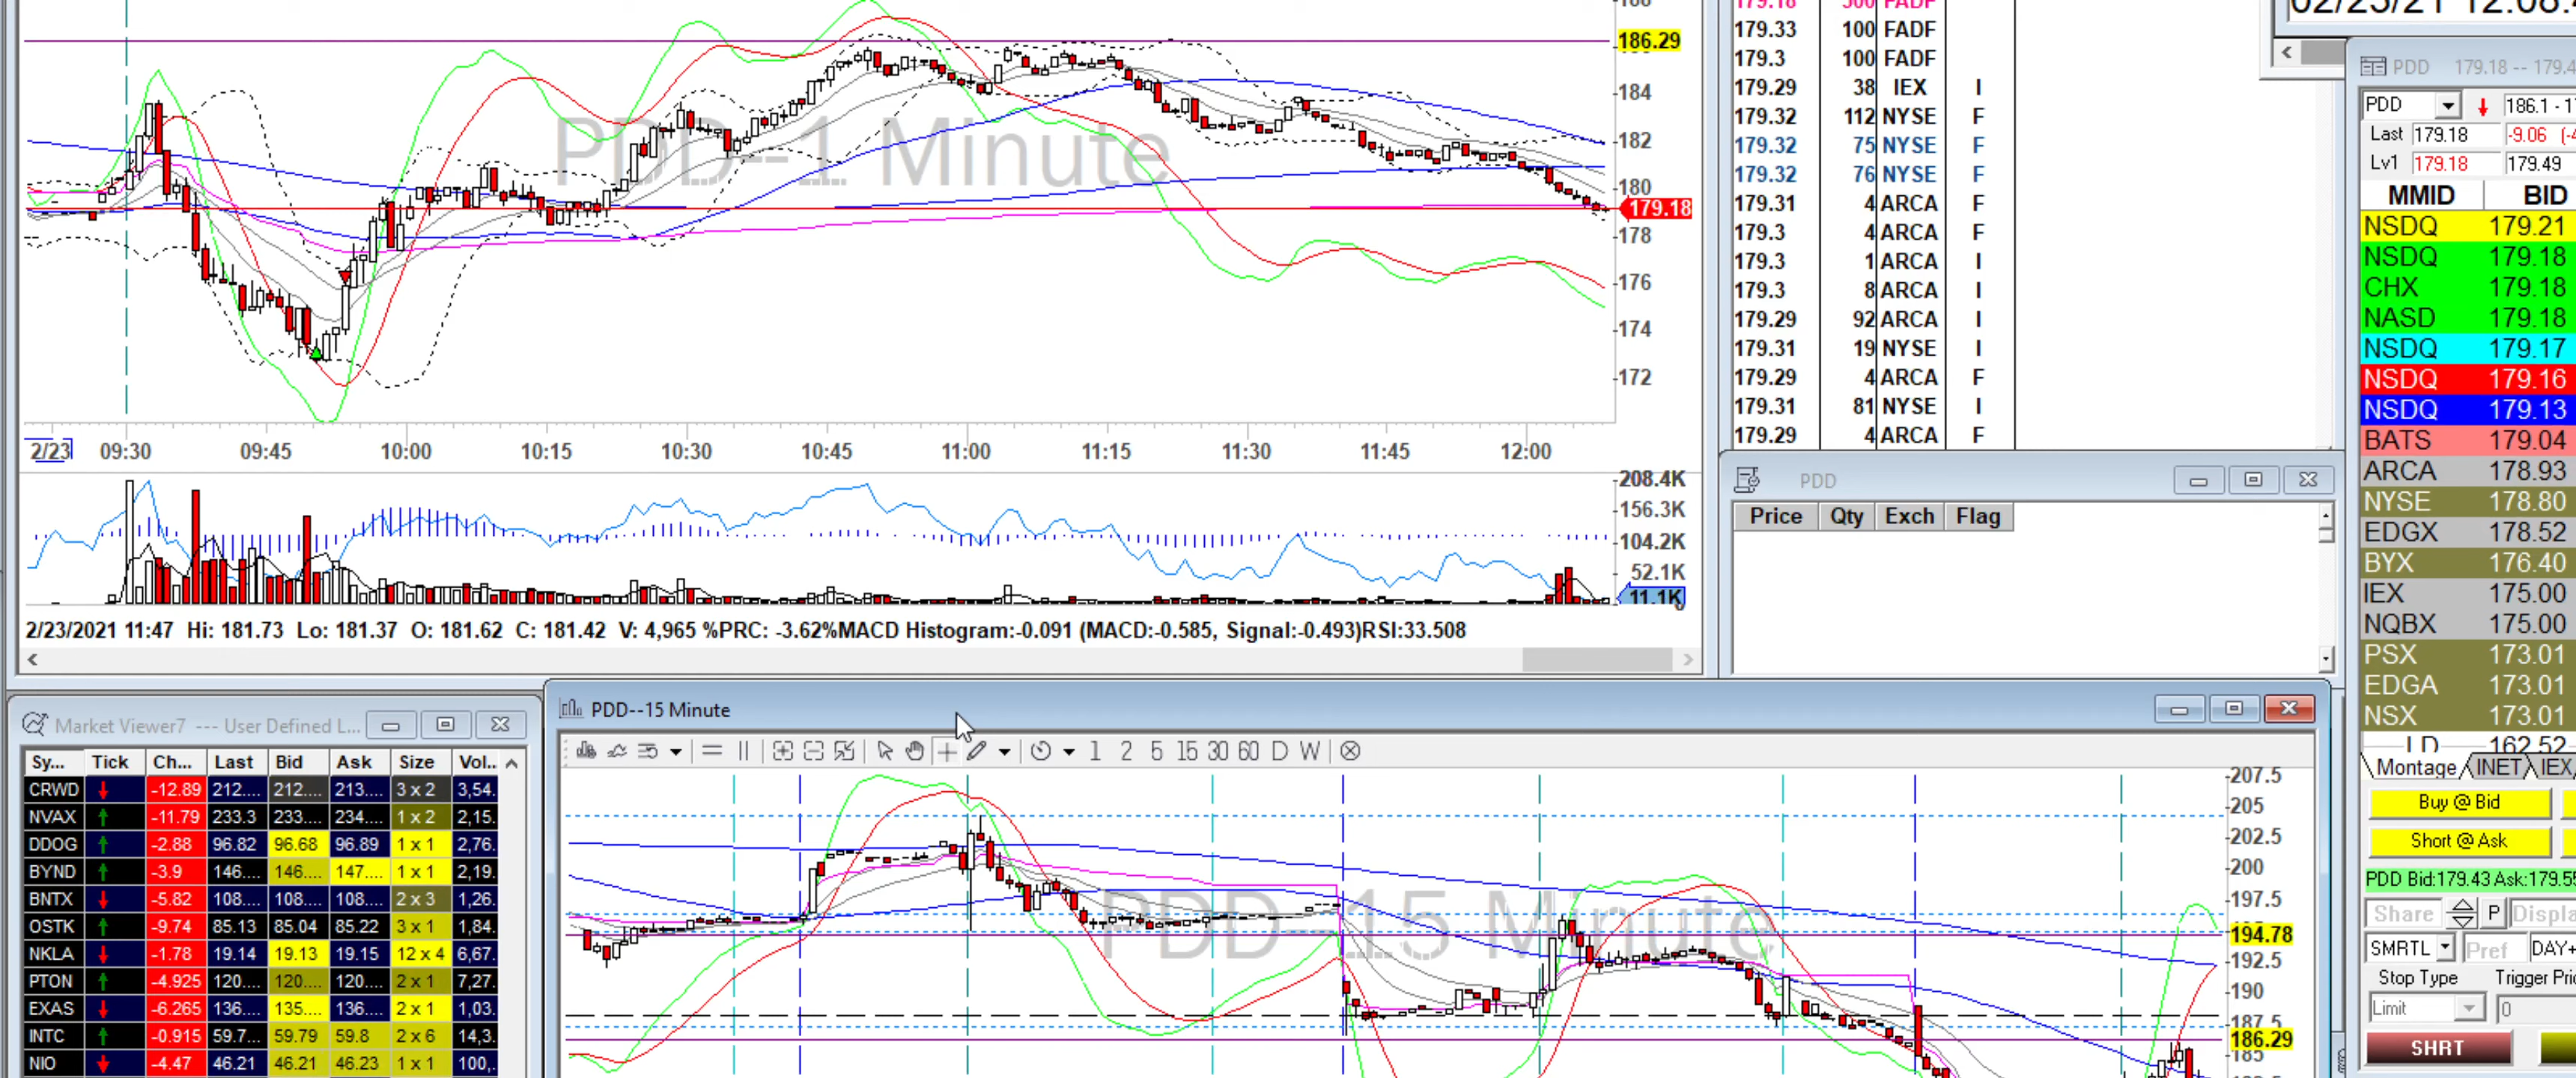 186.29
184
182
180
179.18
178
176
174
172
PDD--1 Minute
2/23 09:30 09:45 10:00 10:15 10:30 10:45 11:00 11:15 11:30 11:45 12:00
208.4K
156.3K
104.2K
52.1K
11.1K
2/23/2021 11:47 Hi: 181.73 Lo: 181.37 O: 181.62 C: 181.42 V: 4,965 %PRC: -3.62%MACD Histogram:-0.091 (MACD:-0.585, Signal:-0.493)RSI:33.508
179.18 500 FADF
179.33 100 FADF
179.3 100 FADF
179.29 38 IEX I
179.32 112 NYSE F
179.32 75 NYSE F
179.32 76 NYSE F
179.31 4 ARCA F
179.3 4 ARCA F
179.3 1 ARCA I
179.3 8 ARCA I
179.29 92 ARCA I
179.31 19 NYSE I
179.29 4 ARCA F
179.31 81 NYSE I
179.29 4 ARCA F
PDD
Price Qty Exch Flag
PDD 179.18 -- 179.4
PDD 186.1 - 1
Last 179.18 -9.06
Lv1 179.18 179.49
MMID BID
NSDQ 179.21
NSDQ 179.18
CHX 179.18
NASD 179.18
NSDQ 179.17
NSDQ 179.16
NSDQ 179.13
BATS 179.04
ARCA 178.93
NYSE 178.80
EDGX 178.52
BYX 176.40
IEX 175.00
NQBX 175.00
PSX 173.01
EDGA 173.01
NSX 173.01
162.52
Montage INET IEX
Buy @ Bid
Short @ Ask
PDD Bid:179.43 Ask:179.55
Share P Displa
SMRTL Pref DAY+
Stop Type Trigger Pri
Limit 0
SHRT
Market Viewer7 --- User Defined L...
Sy... Tick Ch... Last Bid Ask Size Vol..
CRWD -12.89 212.... 212.... 213.... 3 x 2 3,54.
NVAX -11.79 233.3 233.... 234.... 1 x 2 2,15.
DDOG -2.88 96.82 96.68 96.89 1 x 1 2,76.
BYND -3.9 146.... 146.... 147.... 1 x 1 2,19.
BNTX -5.82 108.... 108.... 108.... 2 x 3 1,26.
OSTK -9.74 85.13 85.04 85.22 3 x 1 1,84.
NKLA -1.78 19.14 19.13 19.15 12 x 4 6,67.
PTON -4.925 120.... 120.... 120.... 2 x 1 7,27.
EXAS -6.265 136.... 135.... 136.... 2 x 1 1,03.
INTC -0.915 59.7... 59.79 59.8 2 x 6 14,3.
NIO -4.47 46.21 46.21 46.23 1 x 1 100,.
PDD--15 Minute
1 2 5 15 30 60 D W
PDD--15 Minute
207.5
205
202.5
200
197.5
194.78
192.5
190
187.5
186.29
185